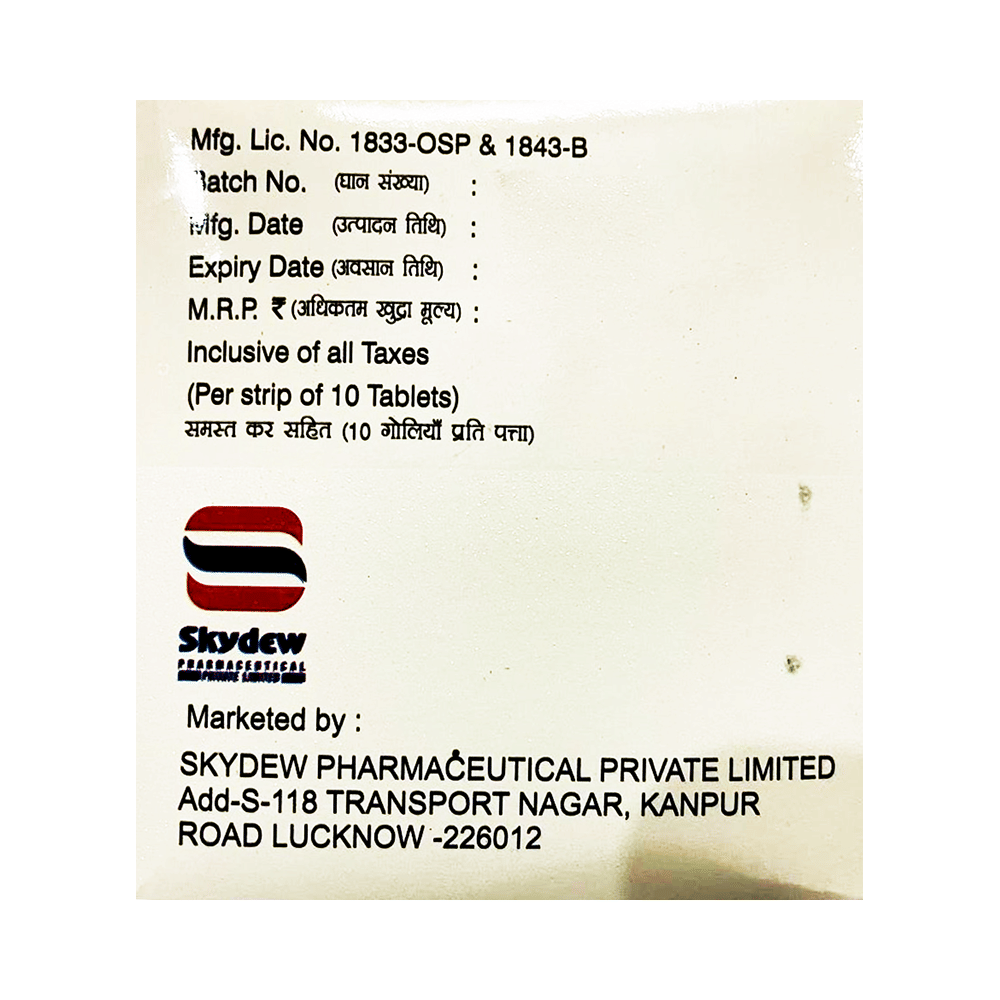 Mfg. Lic. No. 1833-OSP & 1843-B
Batch No. (घान संख्या) :
Mfg. Date (उत्पादन तिथि) :
Expiry Date (अवसान तिथि) :
M.R.P. ₹ (अधिकतम खुद्रा मूल्य) :
Inclusive of all Taxes
(Per strip of 10 Tablets)
समस्त कर सहित (10 गोलियाँ प्रति पत्ता)
Skydew
PHARMACEUTICAL
PRIVATE LIMITED
Marketed by :
SKYDEW PHARMACEUTICAL PRIVATE LIMITED
Add-S-118 TRANSPORT NAGAR, KANPUR
ROAD LUCKNOW -226012